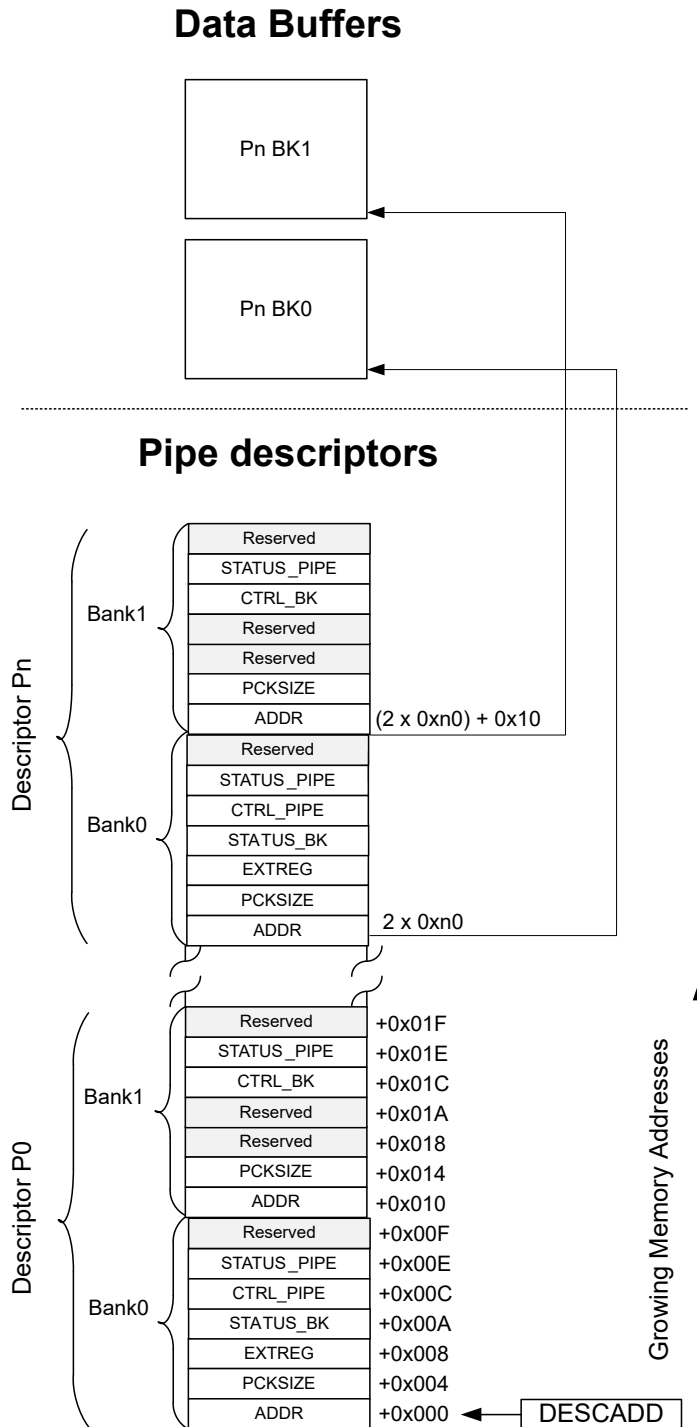 Data Buffers
Pn BK1
Pn BK0
Pipe descriptors
Descriptor Pn
Bank1
Reserved
STATUS_PIPE
CTRL_BK
Reserved
Reserved
PCKSIZE
ADDR (2 x 0xn0) + 0x10
Bank0
Reserved
STATUS_PIPE
CTRL_PIPE
STATUS_BK
EXTREG
PCKSIZE
ADDR 2 x 0xn0
Descriptor P0
Bank1
Reserved +0x01F
STATUS_PIPE +0x01E
CTRL_BK +0x01C
Reserved +0x01A
Reserved +0x018
PCKSIZE +0x014
ADDR +0x010
Bank0
Reserved +0x00F
STATUS_PIPE +0x00E
CTRL_PIPE +0x00C
STATUS_BK +0x00A
EXTREG +0x008
PCKSIZE +0x004
ADDR +0x000 DESCADD
Growing Memory Addresses